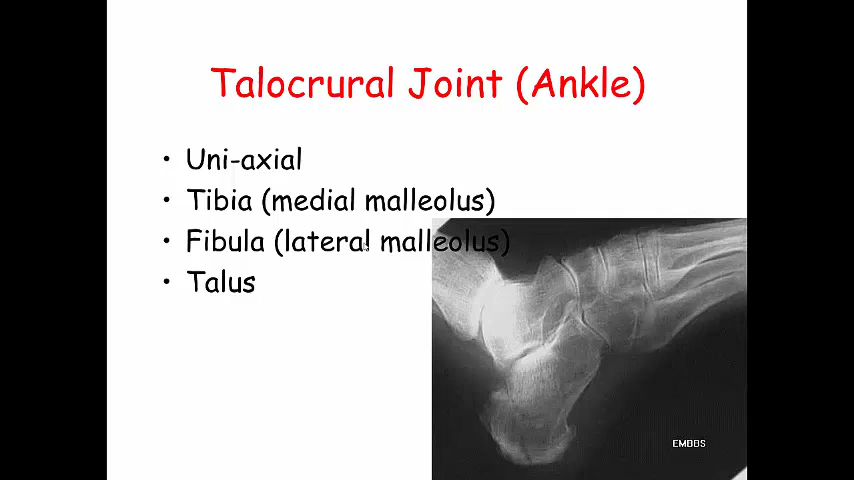 Talocrural Joint (Ankle)
• Uni-axial
• Tibia (medial malleolus)
• Fibula (lateral malleolus)
• Talus
EMBBS